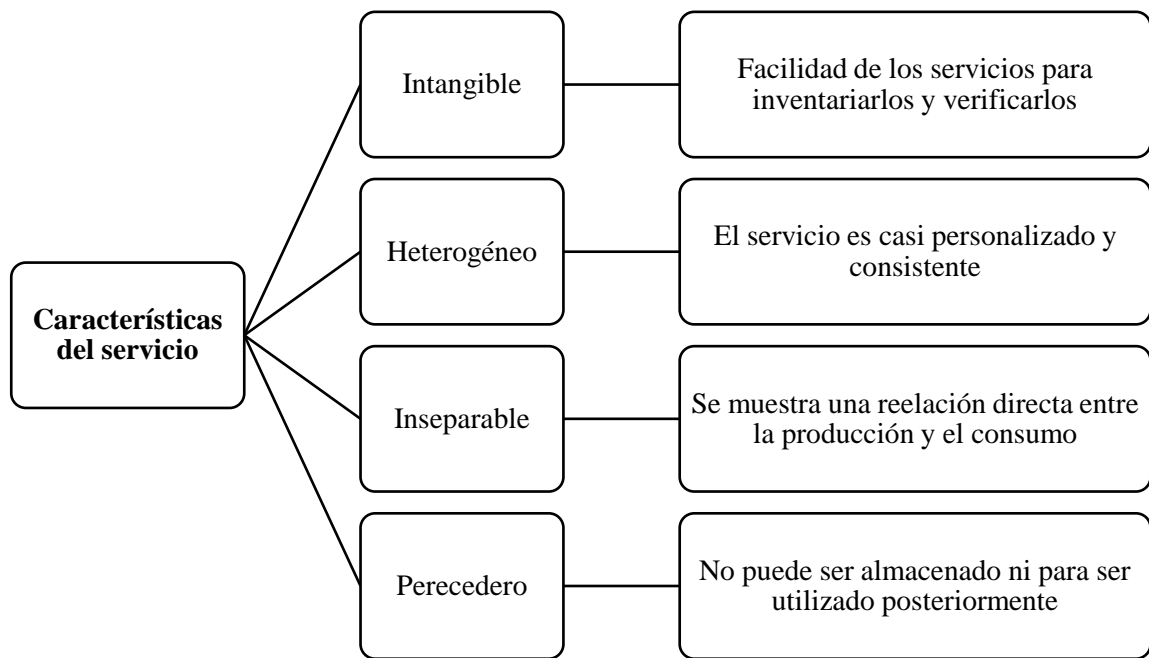 Intangible
Facilidad de los servicios para
inventariarlos y verificarlos
Heterogéneo
El servicio es casi personalizado y
consistente
Cararterísticas
del servicio
Inseparable
Se muestra una reelación directa entre
la producción y el consumo
Perecedero
No puede ser almacenado ni para ser
utilizado posteriormente